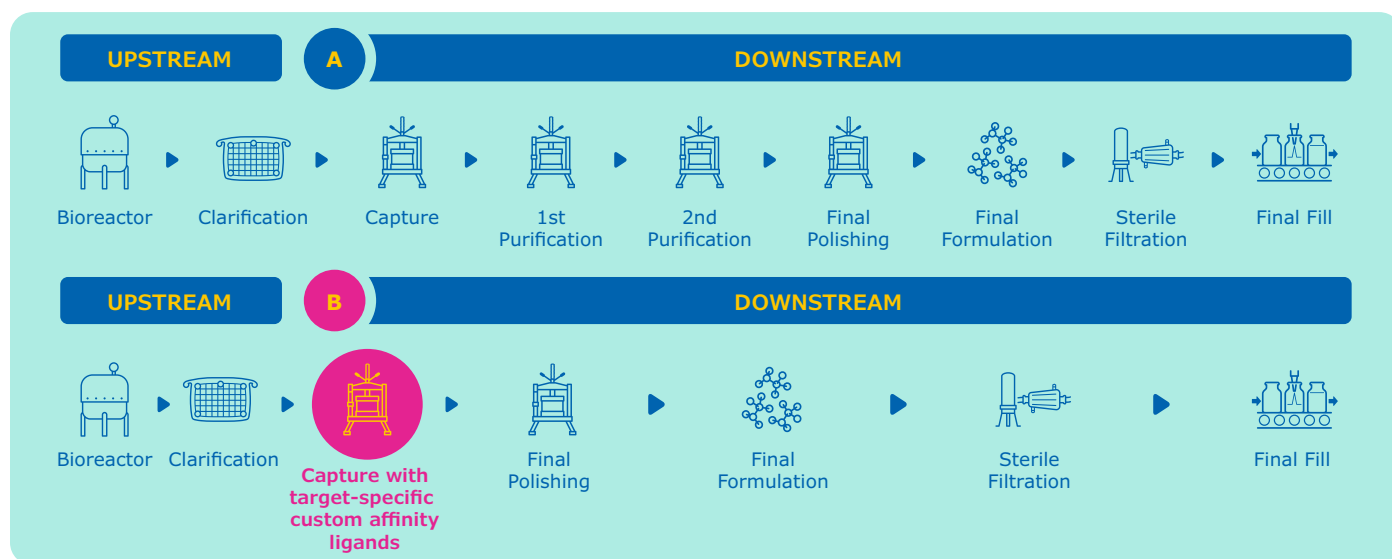 UPSTREAM
A
DOWNSTREAM
Bioreactor
Clarification
Capture
1st
Purification
2nd
Purification
Final
Polishing
Final
Formulation
Sterile
Filtration
Final Fill
UPSTREAM
B
DOWNSTREAM
Bioreactor
Clarification
Capture with
target-specific
custom affinity
ligands
Final
Polishing
Final
Formulation
Sterile
Filtration
Final Fill